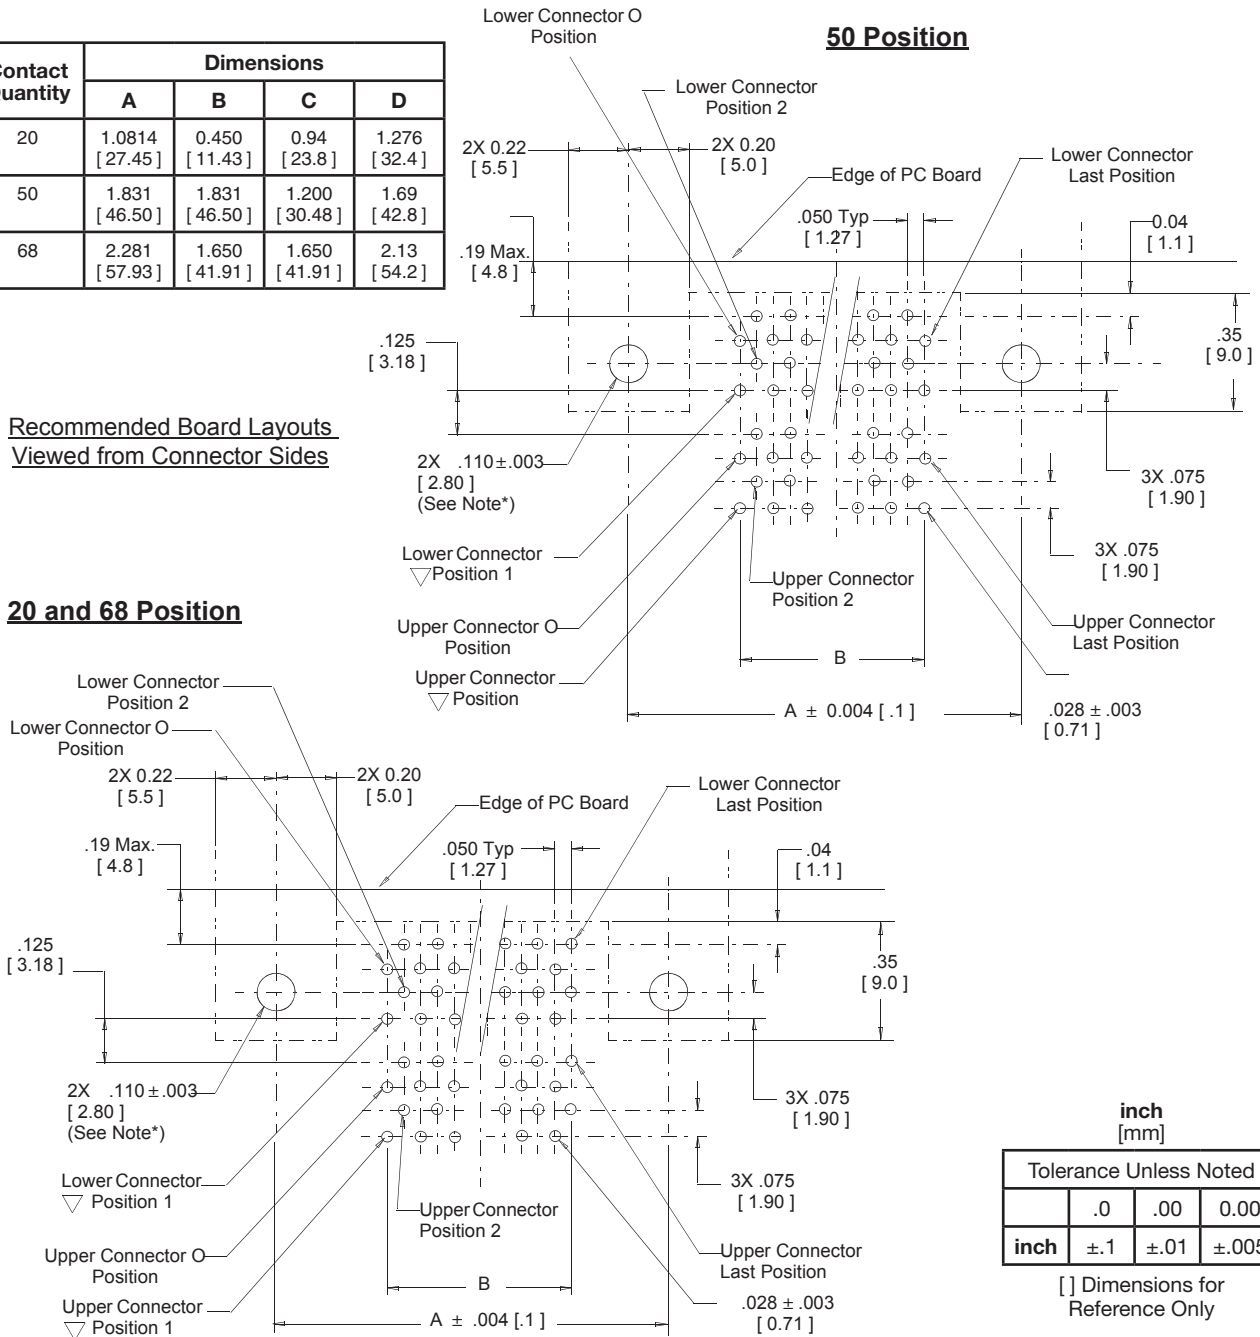 Lower Connector O
Position
50 Position
Contact
Quantity
Dimensions
A
B
C
D
20
1.0814
[ 27.45 ]
0.450
[ 11.43 ]
0.94
[ 23.8 ]
1.276
[ 32.4 ]
50
1.831
[ 46.50 ]
1.831
[ 46.50 ]
1.200
[ 30.48 ]
1.69
[ 42.8 ]
68
2.281
[ 57.93 ]
1.650
[ 41.91 ]
1.650
[ 41.91 ]
2.13
[ 54.2 ]
Lower Connector
Position 2
2X 0.22
[ 5.5 ]
2X 0.20
[ 5.0 ]
Edge of PC Board
Lower Connector
Last Position
.050 Typ
[ 1.27 ]
0.04
[ 1.1 ]
.19 Max.
[ 4.8 ]
.125
[ 3.18 ]
.35
[ 9.0 ]
Recommended Board Layouts
Viewed from Connector Sides
2X .110±.003
[ 2.80 ]
(See Note*)
3X .075
[ 1.90 ]
Lower Connector
▽Position 1
3X .075
[ 1.90 ]
Upper Connector
Position 2
20 and 68 Position
Upper Connector O
Position
Upper Connector
Last Position
B
Upper Connector
▽ Position
A ± 0.004 [ .1 ]
.028 ± .003
[ 0.71 ]
Lower Connector
Position 2
Lower Connector O
Position
2X 0.22
[ 5.5 ]
2X 0.20
[ 5.0 ]
Edge of PC Board
Lower Connector
Last Position
.19 Max.
[ 4.8 ]
.050 Typ
[ 1.27 ]
.04
[ 1.1 ]
.125
[ 3.18 ]
.35
[ 9.0 ]
2X .110±.003
[ 2.80 ]
(See Note*)
3X .075
[ 1.90 ]
Lower Connector
▽ Position 1
3X .075
[ 1.90 ]
Upper Connector
Position 2
Upper Connector O
Position
Upper Connector
Last Position
B
Upper Connector
▽ Position 1
A ± .004 [.1 ]
.028 ± .003
[ 0.71 ]
inch
[mm]
Tolerance Unless Noted
.0
.00
0.00
inch
±.1
±.01
±.005
[ ] Dimensions for
Reference Only